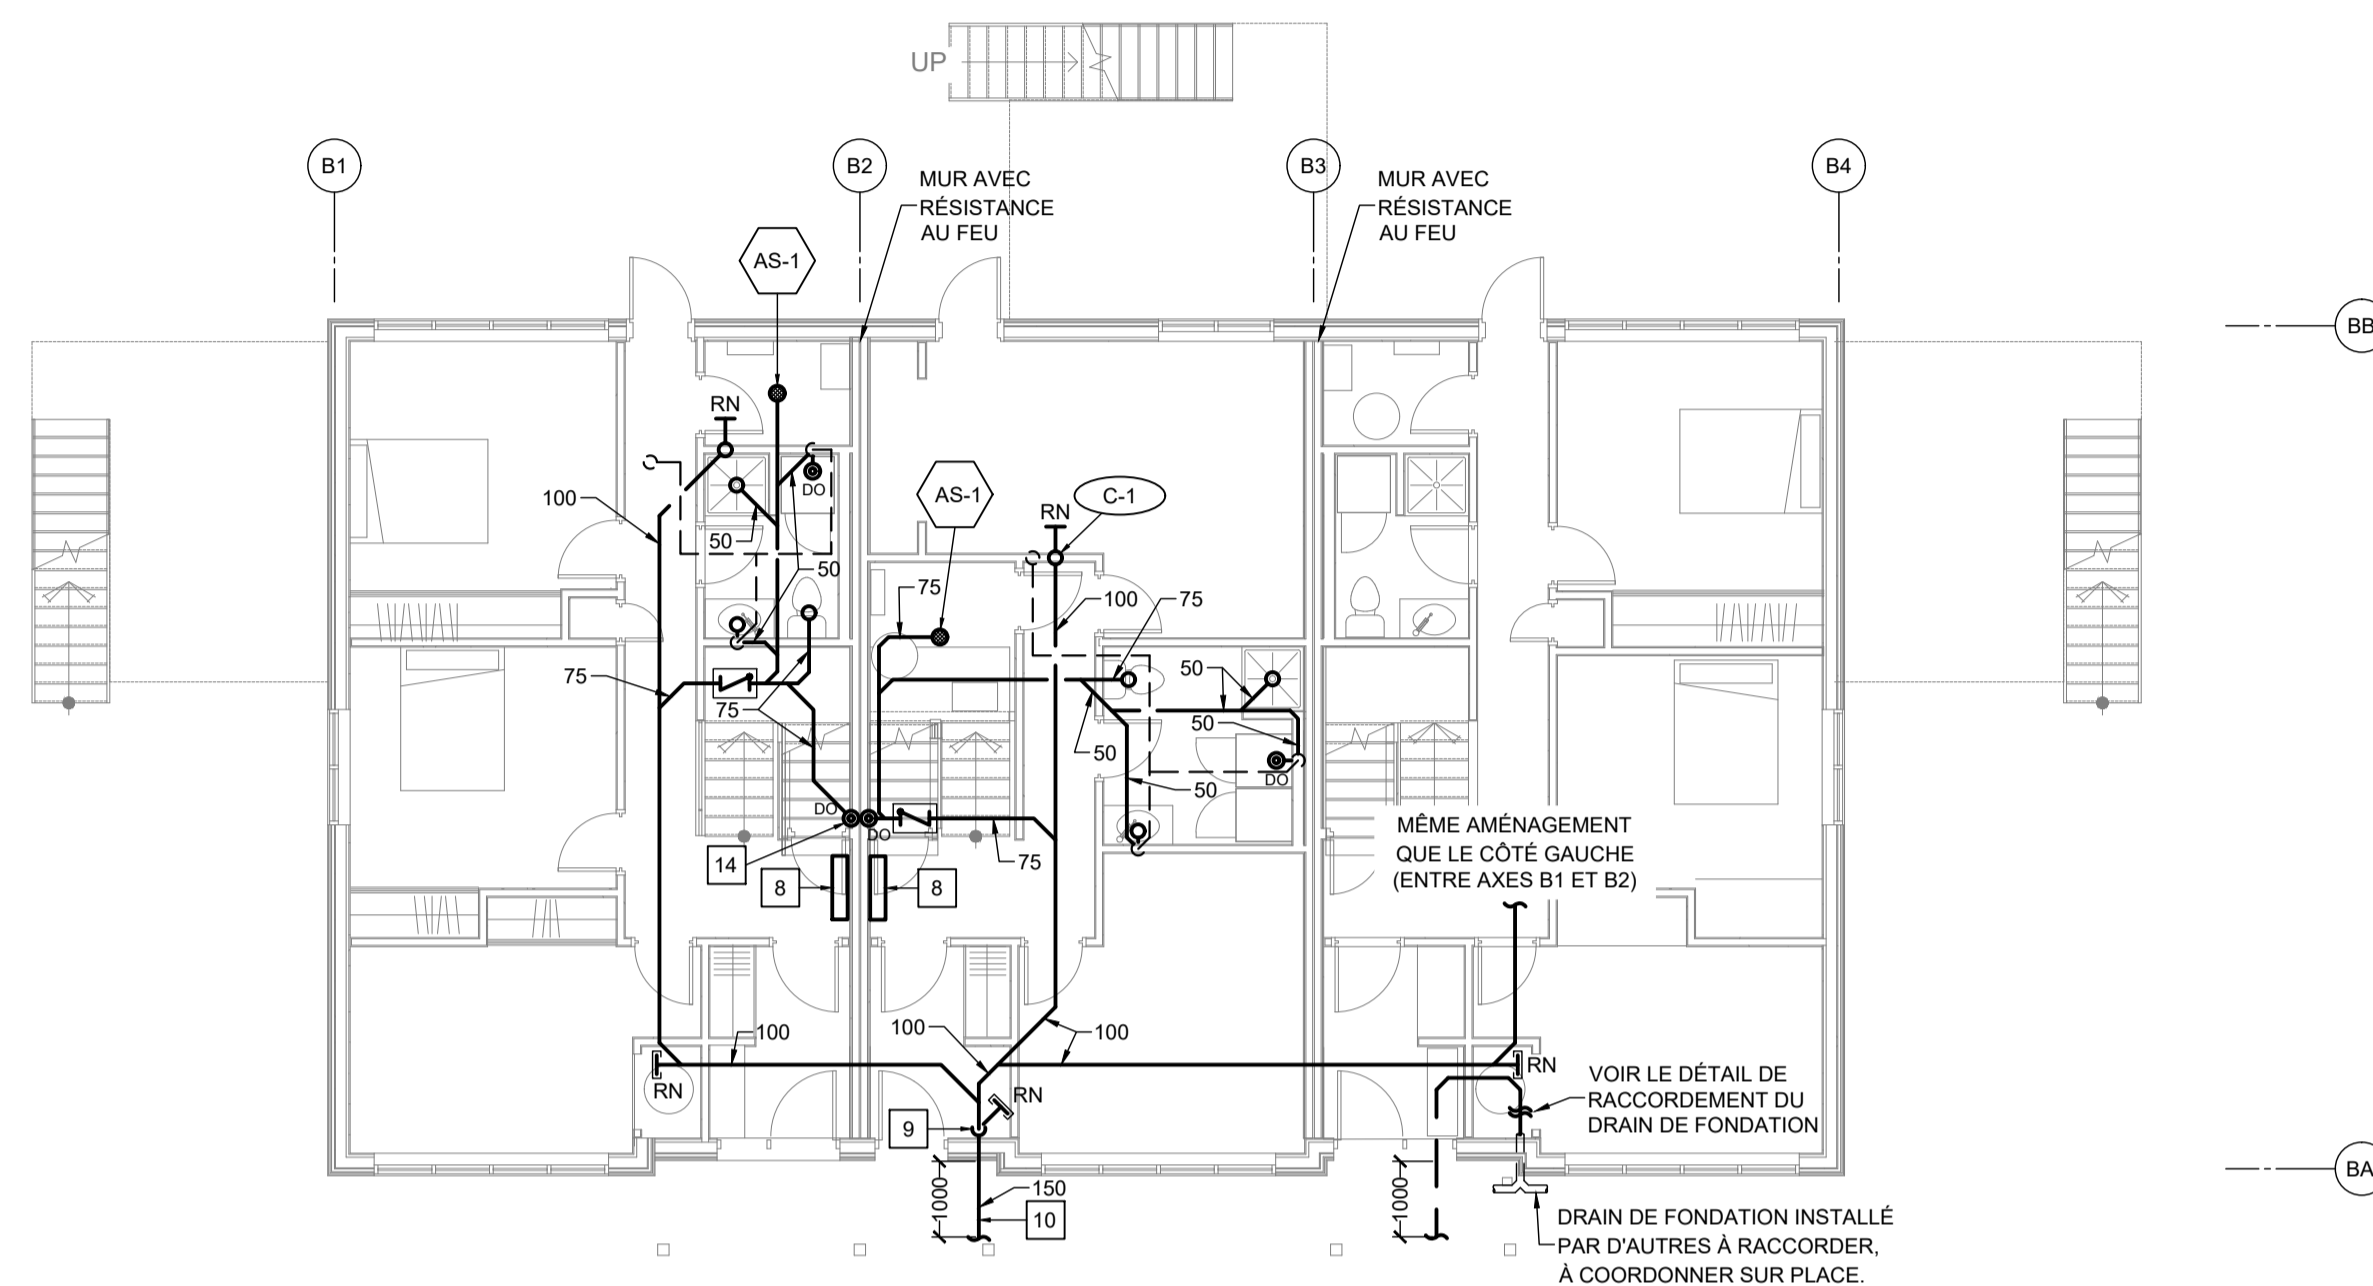 UP
B1
B2
B3
B4
MUR AVEC
RÉSISTANCE
AU FEU
MUR AVEC
RÉSISTANCE
AU FEU
AS-1
BB
RN
100
DO
50
50
AS-1
C-1
RN
75
100
75
50
75
75
50
50
50
DO
DO
DO
14
8
8
75
MÊME AMÉNAGEMENT
QUE LE CÔTÉ GAUCHE
(ENTRE AXES B1 ET B2)
100
100
100
RN
RN
RN
9
VOIR LE DÉTAIL DE
RACCORDEMENT DU
DRAIN DE FONDATION
BA
1000
150
10
1000
DRAIN DE FONDATION INSTALLÉ
PAR D'AUTRES À RACCORDER,
À COORDONNER SUR PLACE.